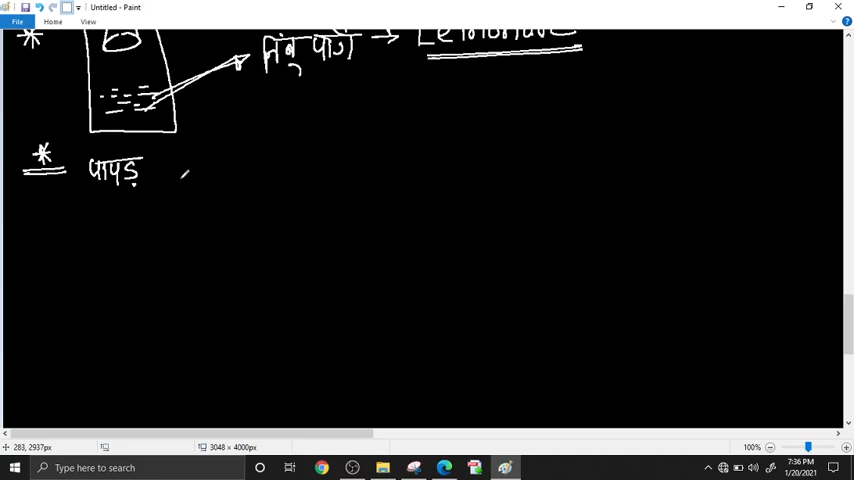 Untitled - Paint
File Home View
* निंबू पानी → Lemonade
* पापड़
283, 2937px 3048 × 4000px 100%
Type here to search
7:36 PM
1/20/2021